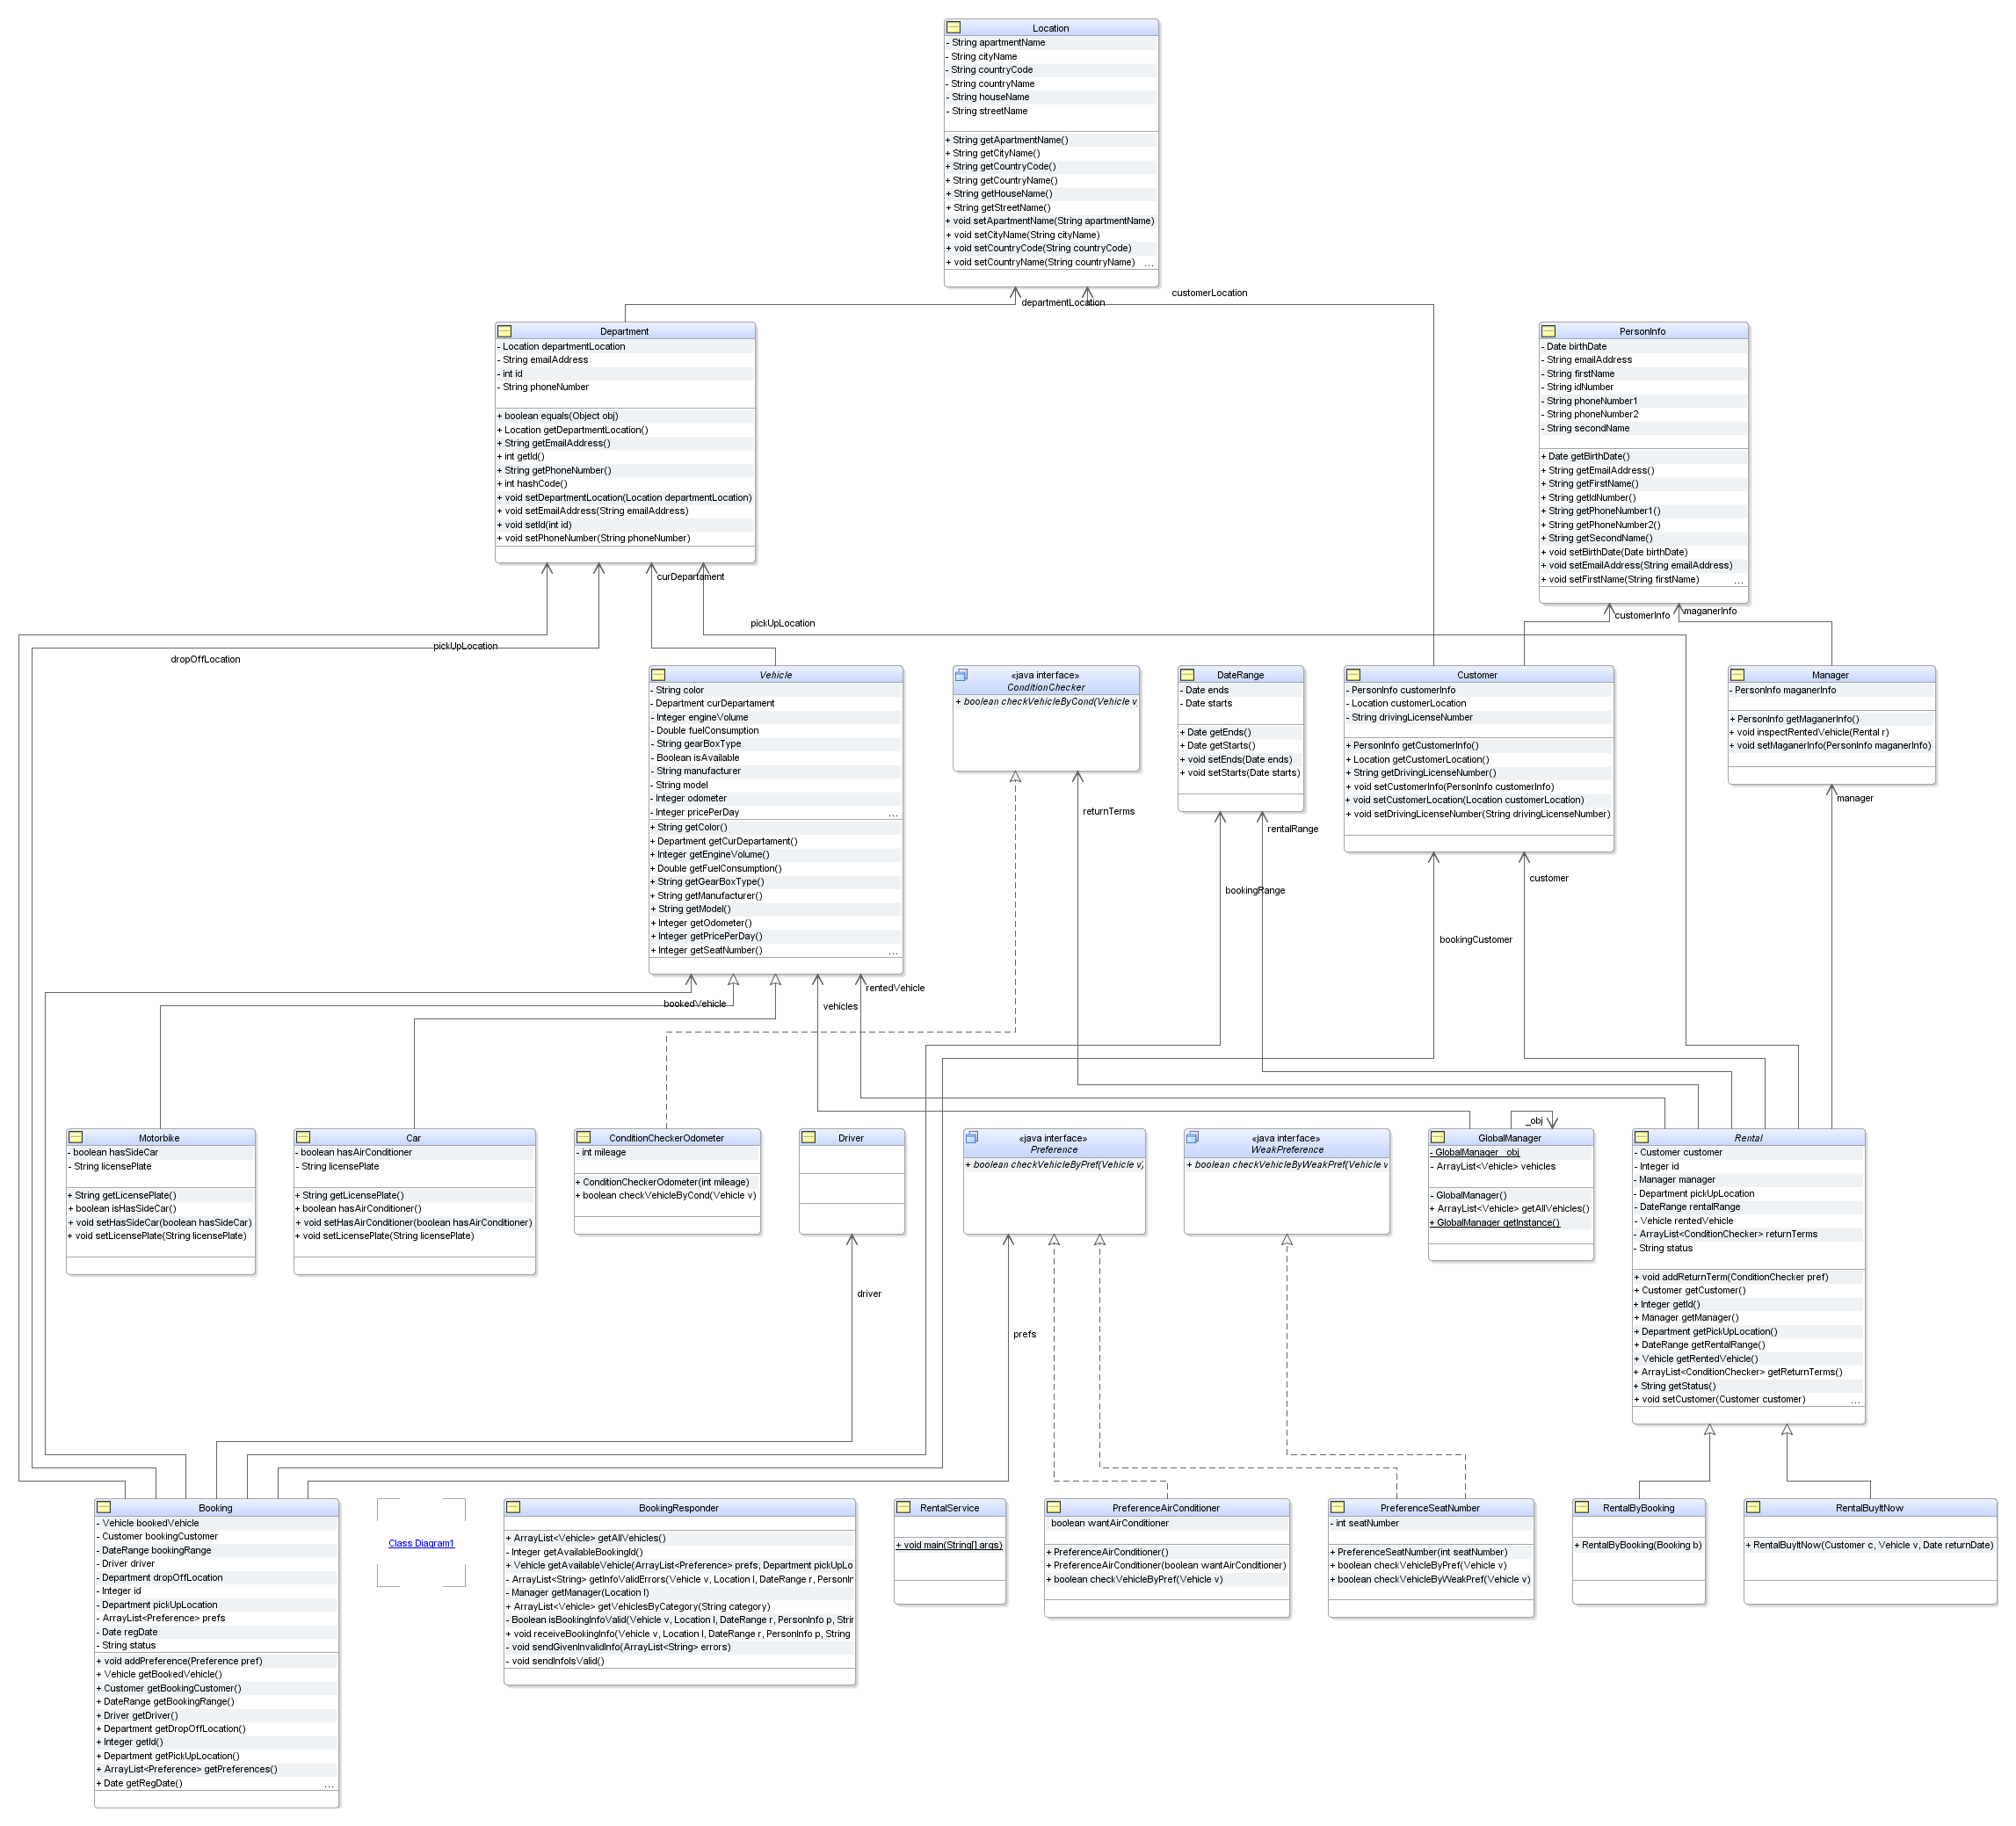 Location
- String apartmentName
- String cityName
- String countryCode
- String countryName
- String houseName
- String streetName
+ String getApartmentName()
+ String getCityName()
+ String getCountryCode()
+ String getCountryName()
+ String getHouseName()
+ String getStreetName()
+ void setApartmentName(String apartmentName)
+ void setCityName(String cityName)
+ void setCountryCode(String countryCode)
+ void setCountryName(String countryName) ...
departmentLocation
customerLocation
Department
- Location departmentLocation
- String emailAddress
- int id
- String phoneNumber
+ boolean equals(Object obj)
+ Location getDepartmentLocation()
+ String getEmailAddress()
+ int getId()
+ String getPhoneNumber()
+ int hashCode()
+ void setDepartmentLocation(Location departmentLocation)
+ void setEmailAddress(String emailAddress)
+ void setId(int id)
+ void setPhoneNumber(String phoneNumber)
PersonInfo
- Date birthDate
- String emailAddress
- String firstName
- String idNumber
- String phoneNumber1
- String phoneNumber2
- String secondName
+ Date getBirthDate()
+ String getEmailAddress()
+ String getFirstName()
+ String getIdNumber()
+ String getPhoneNumber1()
+ String getPhoneNumber2()
+ String getSecondName()
+ void setBirthDate(Date birthDate)
+ void setEmailAddress(String emailAddress)
+ void setFirstName(String firstName) ...
curDepartament
customerInfo
maganerInfo
pickUpLocation
pickUpLocation
dropOffLocation
Vehicle
- String color
- Department curDepartament
- Integer engineVolume
- Double fuelConsumption
- String gearBoxType
- Boolean isAvailable
- String manufacturer
- String model
- Integer odometer
- Integer pricePerDay ...
+ String getColor()
+ Department getCurDepartament()
+ Integer getEngineVolume()
+ Double getFuelConsumption()
+ String getGearBoxType()
+ String getManufacturer()
+ String getModel()
+ Integer getOdometer()
+ Integer getPricePerDay()
+ Integer getSeatNumber() ...
«java interface»
ConditionChecker
+ boolean checkVehicleByCond(Vehicle v
DateRange
- Date ends
- Date starts
+ Date getEnds()
+ Date getStarts()
+ void setEnds(Date ends)
+ void setStarts(Date starts)
Customer
- PersonInfo customerInfo
- Location customerLocation
- String drivingLicenseNumber
+ PersonInfo getCustomerInfo()
+ Location getCustomerLocation()
+ String getDrivingLicenseNumber()
+ void setCustomerInfo(PersonInfo customerInfo)
+ void setCustomerLocation(Location customerLocation)
+ void setDrivingLicenseNumber(String drivingLicenseNumber)
Manager
- PersonInfo maganerInfo
+ PersonInfo getMaganerInfo()
+ void inspectRentedVehicle(Rental r)
+ void setMaganerInfo(PersonInfo maganerInfo)
returnTerms
rentalRange
manager
customer
bookingRange
bookingCustomer
bookedVehicle
vehicles
rentedVehicle
_obj
Motorbike
- boolean hasSideCar
- String licensePlate
+ String getLicensePlate()
+ boolean isHasSideCar()
+ void setHasSideCar(boolean hasSideCar)
+ void setLicensePlate(String licensePlate)
Car
- boolean hasAirConditioner
- String licensePlate
+ String getLicensePlate()
+ boolean hasAirConditioner()
+ void setHasAirConditioner(boolean hasAirConditioner)
+ void setLicensePlate(String licensePlate)
ConditionCheckerOdometer
- int mileage
+ ConditionCheckerOdometer(int mileage)
+ boolean checkVehicleByCond(Vehicle v)
Driver
«java interface»
Preference
+ boolean checkVehicleByPref(Vehicle v)
«java interface»
WeakPreference
+ boolean checkVehicleByWeakPref(Vehicle v
GlobalManager
- GlobalManager _obj
- ArrayList<Vehicle> vehicles
- GlobalManager()
+ ArrayList<Vehicle> getAllVehicles()
+ GlobalManager getInstance()
Rental
- Customer customer
- Integer id
- Manager manager
- Department pickUpLocation
- DateRange rentalRange
- Vehicle rentedVehicle
- ArrayList<ConditionChecker> returnTerms
- String status
+ void addReturnTerm(ConditionChecker pref)
+ Customer getCustomer()
+ Integer getId()
+ Manager getManager()
+ Department getPickUpLocation()
+ DateRange getRentalRange()
+ Vehicle getRentedVehicle()
+ ArrayList<ConditionChecker> getReturnTerms()
+ String getStatus()
+ void setCustomer(Customer customer) ...
driver
prefs
Booking
- Vehicle bookedVehicle
- Customer bookingCustomer
- DateRange bookingRange
- Driver driver
- Department dropOffLocation
- Integer id
- Department pickUpLocation
- ArrayList<Preference> prefs
- Date regDate
- String status
+ void addPreference(Preference pref)
+ Vehicle getBookedVehicle()
+ Customer getBookingCustomer()
+ DateRange getBookingRange()
+ Driver getDriver()
+ Department getDropOffLocation()
+ Integer getId()
+ Department getPickUpLocation()
+ ArrayList<Preference> getPreferences()
+ Date getRegDate() ...
Class Diagram1
BookingResponder
+ ArrayList<Vehicle> getAllVehicles()
- Integer getAvailableBookingId()
+ Vehicle getAvailableVehicle(ArrayList<Preference> prefs, Department pickUpLo
- ArrayList<String> getInfoValidErrors(Vehicle v, Location l, DateRange r, PersonIr
- Manager getManager(Location l)
+ ArrayList<Vehicle> getVehiclesByCategory(String category)
- Boolean isBookingInfoValid(Vehicle v, Location l, DateRange r, PersonInfo p, Strir
+ void receiveBookingInfo(Vehicle v, Location l, DateRange r, PersonInfo p, String
- void sendGivenInvalidInfo(ArrayList<String> errors)
- void sendInfoIsValid()
RentalService
+ void main(String[] args)
PreferenceAirConditioner
boolean wantAirConditioner
+ PreferenceAirConditioner()
+ PreferenceAirConditioner(boolean wantAirConditioner)
+ boolean checkVehicleByPref(Vehicle v)
PreferenceSeatNumber
- int seatNumber
+ PreferenceSeatNumber(int seatNumber)
+ boolean checkVehicleByPref(Vehicle v)
+ boolean checkVehicleByWeakPref(Vehicle v)
RentalByBooking
+ RentalByBooking(Booking b)
RentalBuyItNow
+ RentalBuyItNow(Customer c, Vehicle v, Date returnDate)